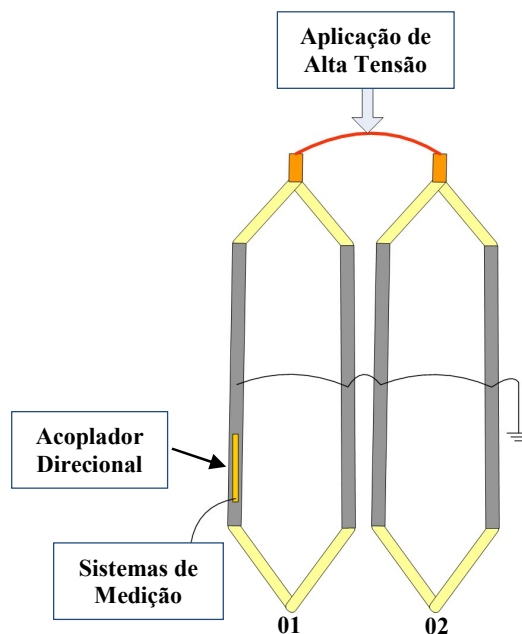 Aplicação de
Alta Tensão
Acoplador
Direcional
Sistemas de
Medição
01
02